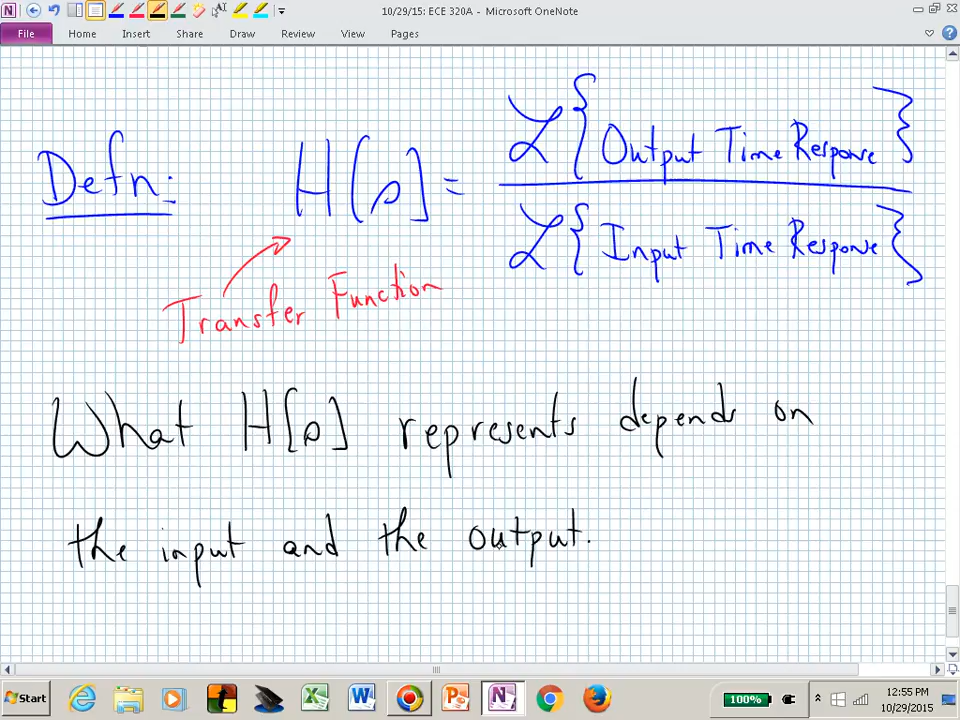 10/29/15: ECE 320A - Microsoft OneNote
File Home Insert Share Draw Review View Pages
Defn: H[s] = ℒ{Output Time Response}
ℒ{Input Time Response}
Transfer Function
What H[s] represents depends on
the input and the output.
Start 100% 12:55 PM
10/29/2015